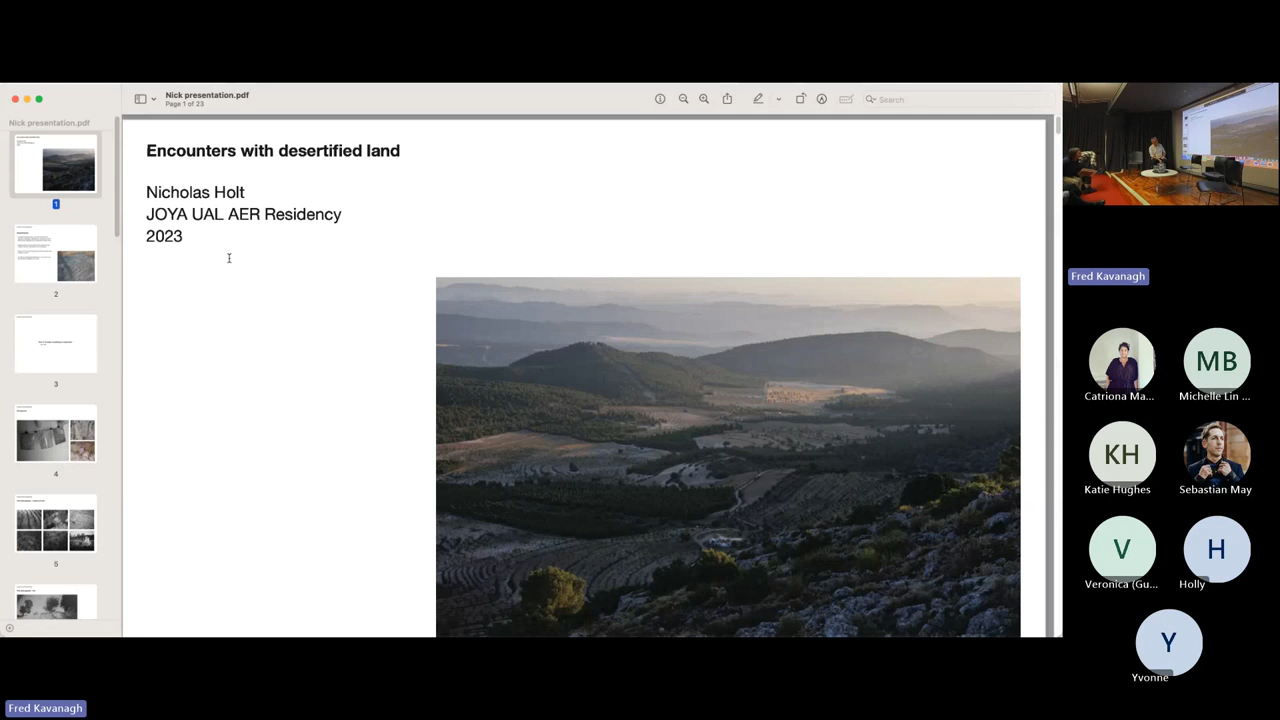 Nick presentation.pdf
Page 1 of 23
Search
Nick presentation.pdf
1
2
3
4
5
Encounters with desertified land
Nicholas Holt
JOYA UAL AER Residency
2023
Fred Kavanagh
Catriona Ma...
MB
Michelle Lin ...
KH
Katie Hughes
Sebastian May
V
Veronica (Gu...
H
Holly
Y
Yvonne
Fred Kavanagh